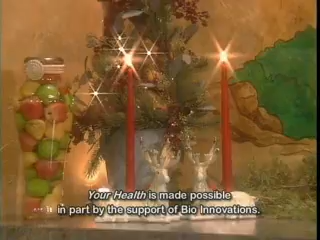 Your Health is made possible
in part by the support of Bio Innovations.